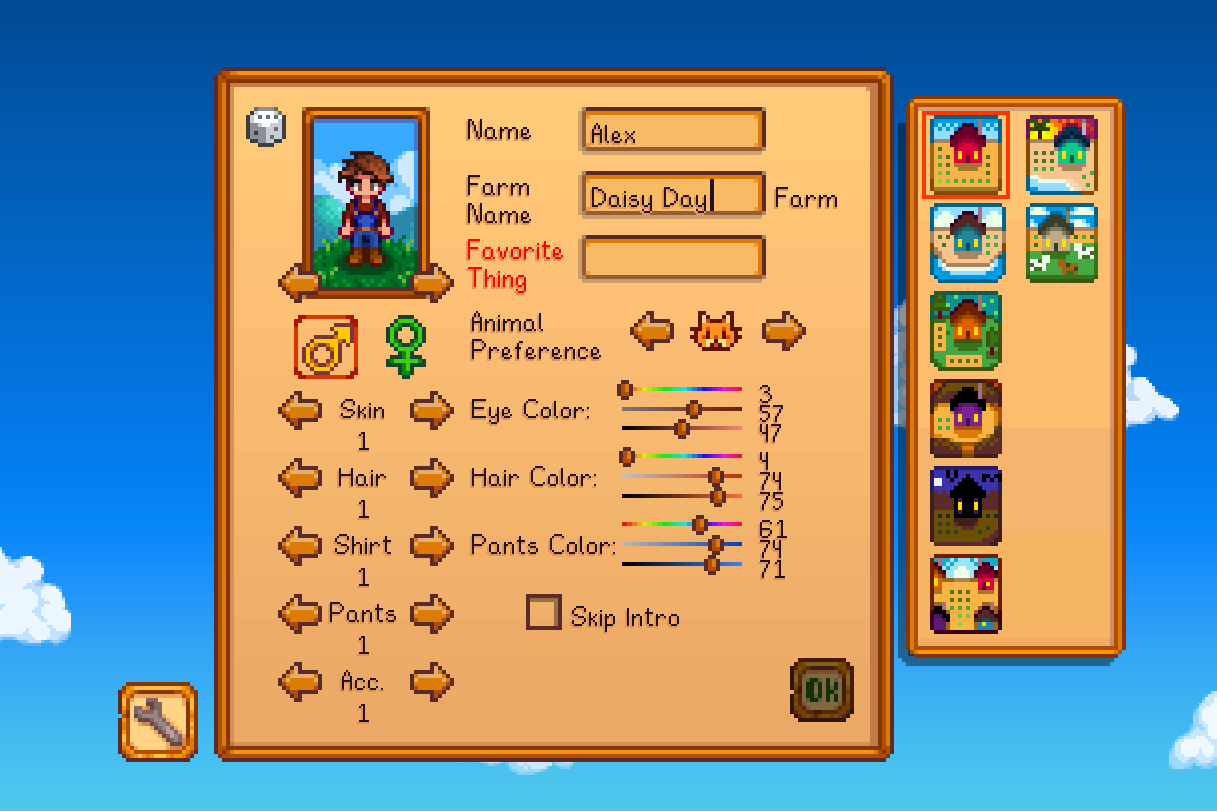 Name
Alex
Farm
Name
Daisy Day
Farm
Favorite
Thing
Animal
Preference
Skin
1
Eye Color:
3
57
47
Hair
1
Hair Color:
4
74
75
Shirt
1
Pants Color:
61
74
71
Pants
1
Skip Intro
Acc.
1
OK